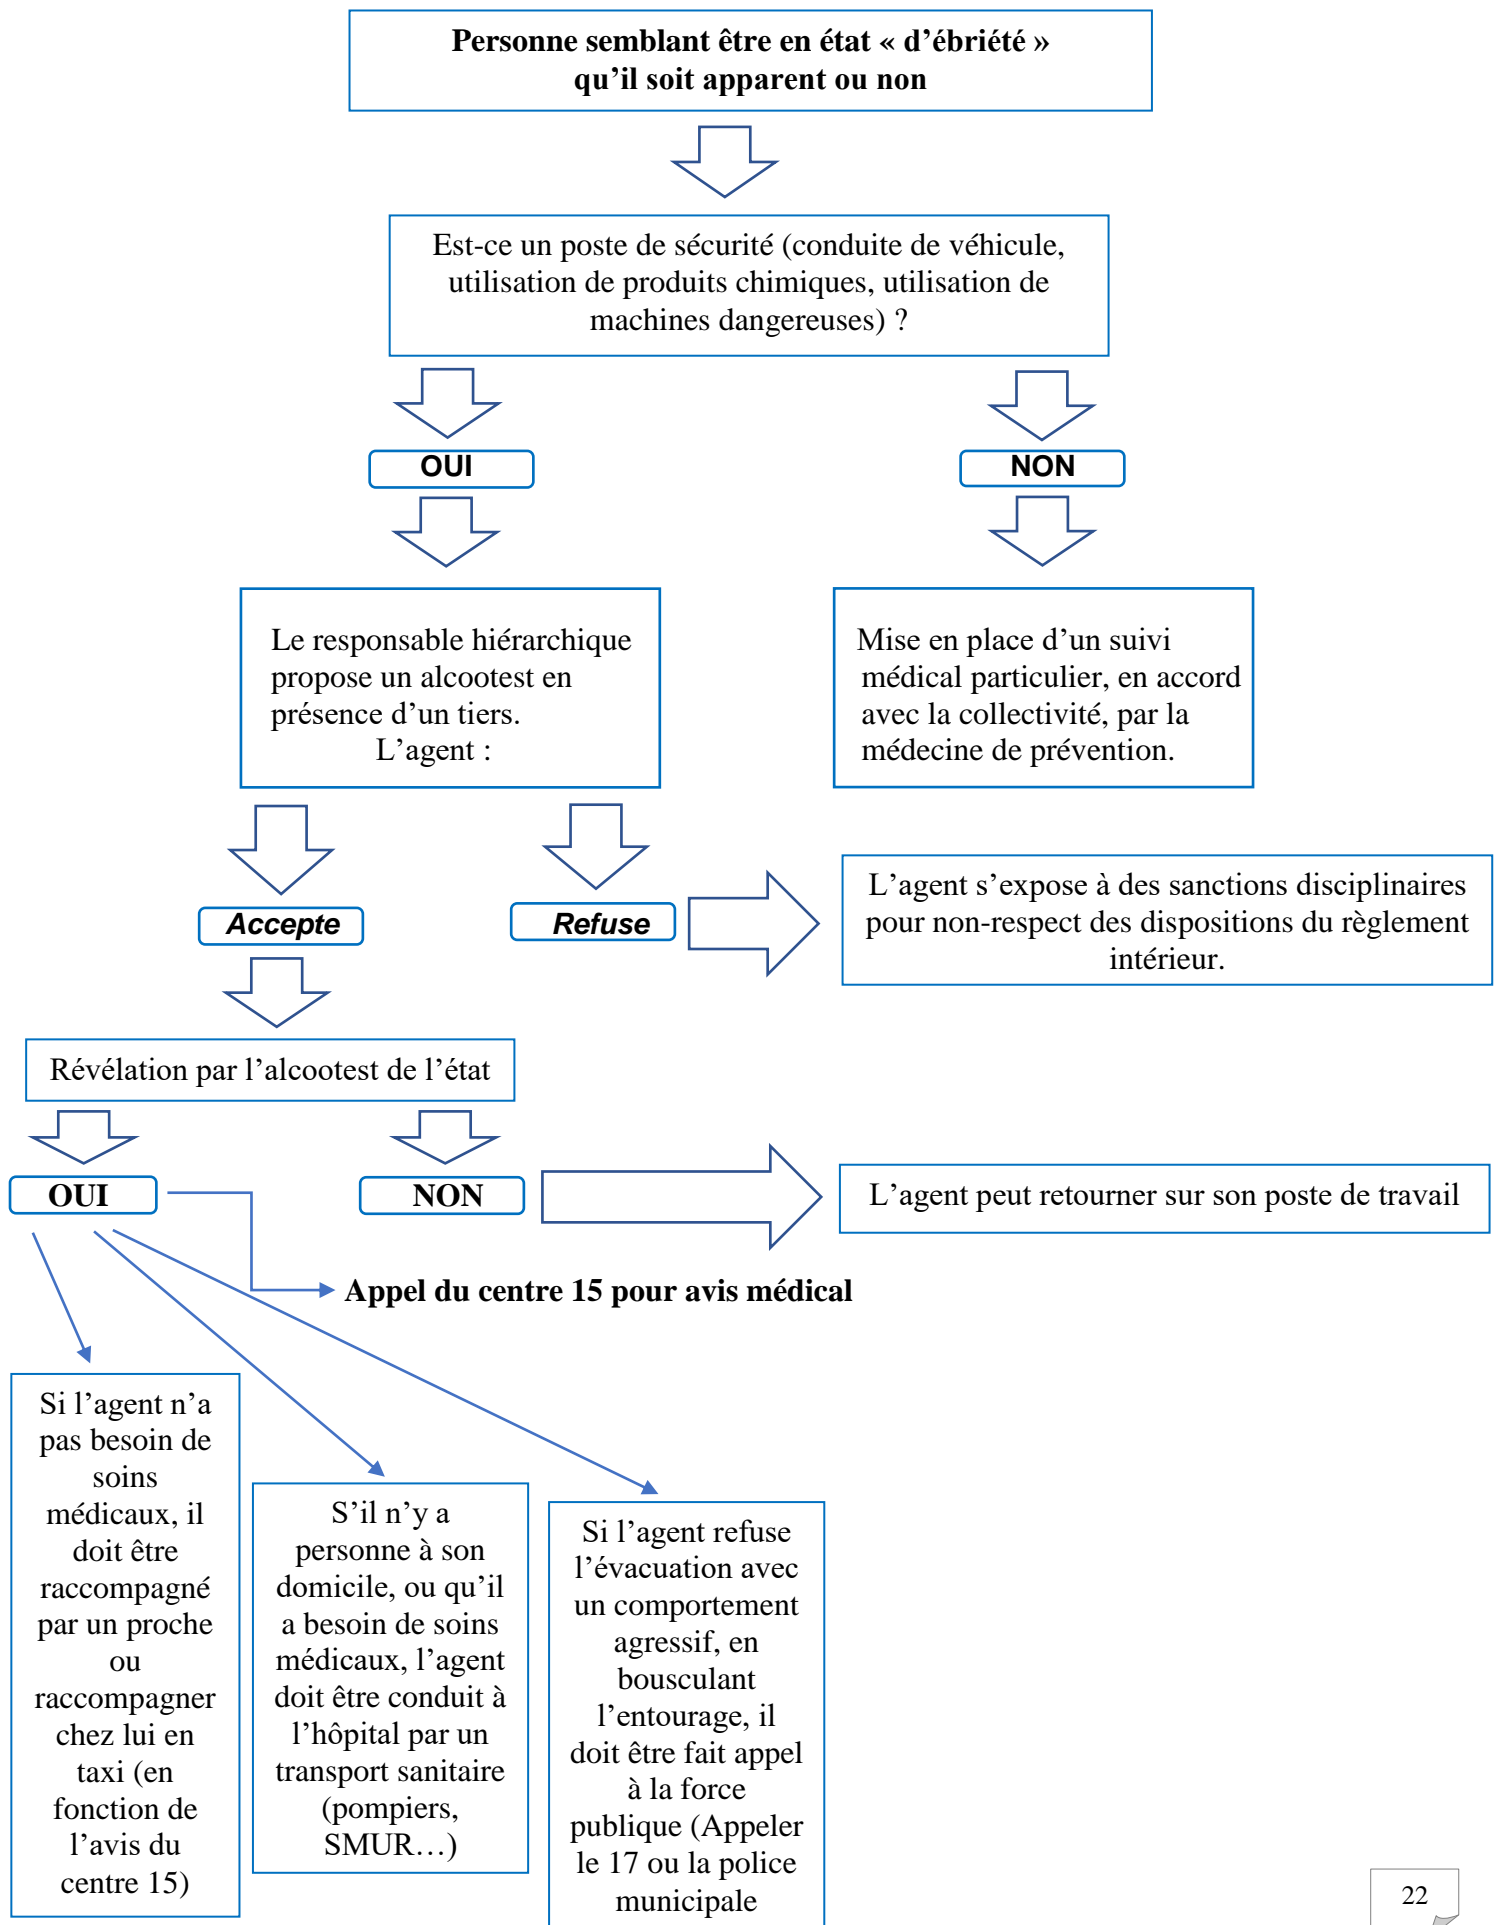 Personne semblant être en état « d’ébriété »
qu’il soit apparent ou non
Est-ce un poste de sécurité (conduite de véhicule,
utilisation de produits chimiques, utilisation de
machines dangereuses) ?
OUI
NON
Le responsable hiérarchique
propose un alcootest en
présence d’un tiers.
L’agent :
Mise en place d’un suivi
médical particulier, en accord
avec la collectivité, par la
médecine de prévention.
Accepte
Refuse
L’agent s’expose à des sanctions disciplinaires
pour non-respect des dispositions du règlement
intérieur.
Révélation par l’alcootest de l’état
OUI
NON
L’agent peut retourner sur son poste de travail
Appel du centre 15 pour avis médical
Si l’agent n’a
pas besoin de
soins
médicaux, il
doit être
raccompagné
par un proche
ou
raccompagner
chez lui en
taxi (en
fonction de
l’avis du
centre 15)
S’il n’y a
personne à son
domicile, ou qu’il
a besoin de soins
médicaux, l’agent
doit être conduit à
l’hôpital par un
transport sanitaire
(pompiers,
SMUR…)
Si l’agent refuse
l’évacuation avec
un comportement
agressif, en
bousculant
l’entourage, il
doit être fait appel
à la force
publique (Appeler
le 17 ou la police
municipale
22